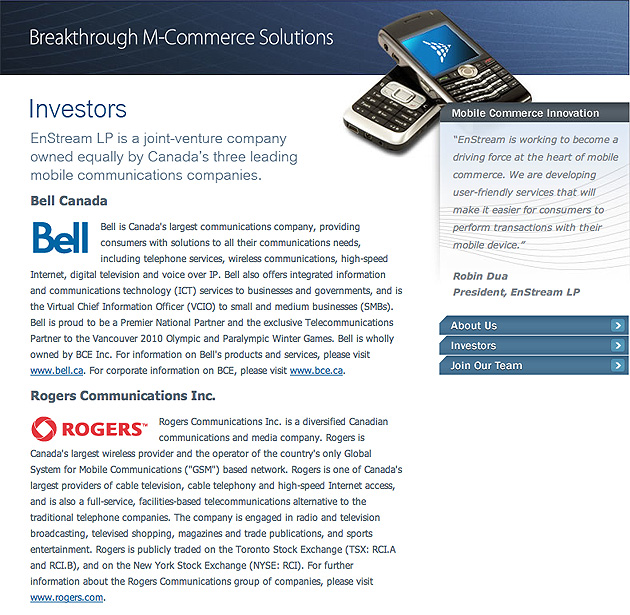 Breakthrough M-Commerce Solutions
Investors
EnStream LP is a joint-venture company
owned equally by Canada's three leading
mobile communications companies.
Bell Canada
Bell
Bell is Canada's largest communications company, providing
consumers with solutions to all their communications needs,
including telephone services, wireless communications, high-speed
Internet, digital television and voice over IP. Bell also offers integrated information
and communications technology (ICT) services to businesses and governments, and is
the Virtual Chief Information Officer (VCIO) to small and medium businesses (SMBs).
Bell is proud to be a Premier National Partner and the exclusive Telecommunications
Partner to the Vancouver 2010 Olympic and Paralympic Winter Games. Bell is wholly
owned by BCE Inc. For information on Bell's products and services, please visit
www.bell.ca. For corporate information on BCE, please visit www.bce.ca.
Rogers Communications Inc.
ROGERS™
Rogers Communications Inc. is a diversified Canadian
communications and media company. Rogers is
Canada's largest wireless provider and the operator of the country's only Global
System for Mobile Communications ("GSM") based network. Rogers is one of Canada's
largest providers of cable television, cable telephony and high-speed Internet access,
and is also a full-service, facilities-based telecommunications alternative to the
traditional telephone companies. The company is engaged in radio and television
broadcasting, televised shopping, magazines and trade publications, and sports
entertainment. Rogers is publicly traded on the Toronto Stock Exchange (TSX: RCI.A
and RCI.B), and on the New York Stock Exchange (NYSE: RCI). For further
information about the Rogers Communications group of companies, please visit
www.rogers.com.
Mobile Commerce Innovation
"EnStream is working to become a
driving force at the heart of mobile
commerce. We are developing
user-friendly services that will
make it easier for consumers to
perform transactions with their
mobile device."
Robin Dua
President, EnStream LP
About Us
Investors
Join Our Team